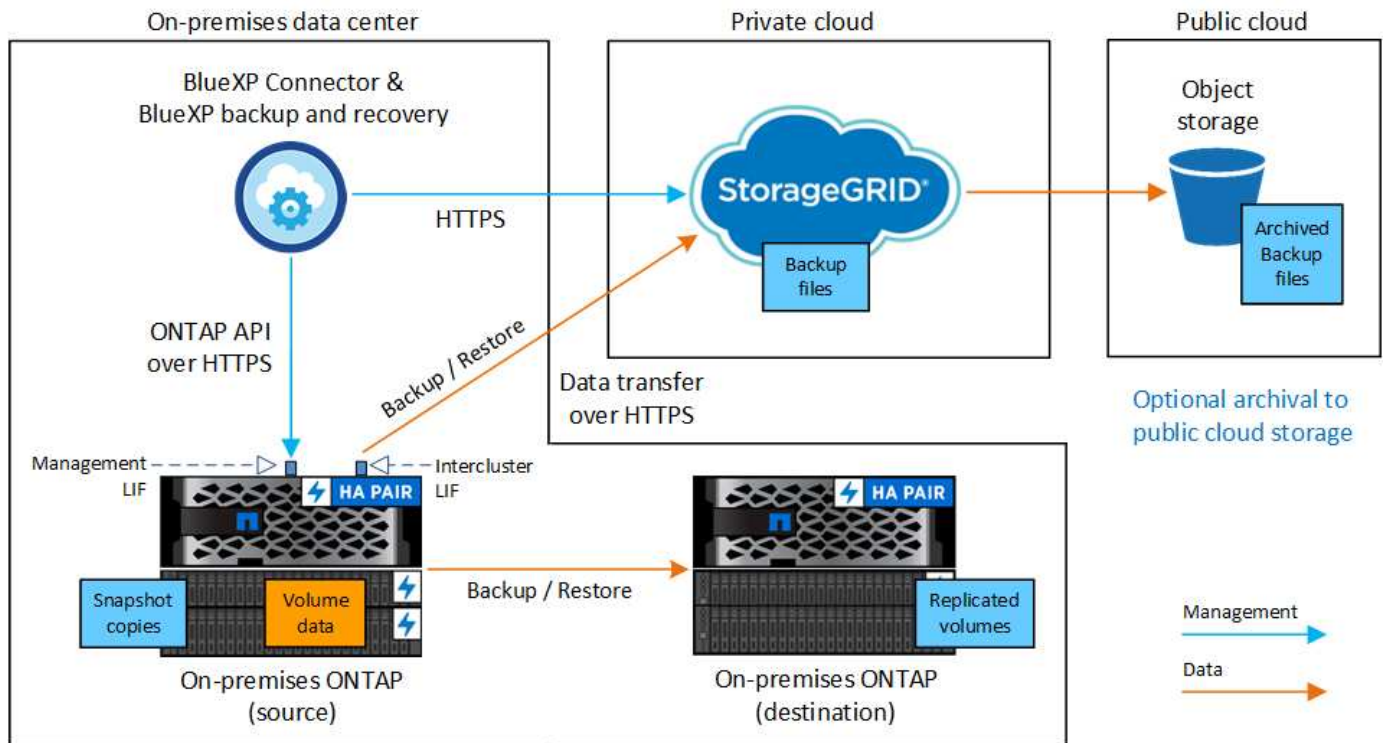 On-premises data center
Private cloud
Public cloud
BlueXP Connector &
BlueXP backup and recovery
HTTPS
StorageGRID®
Backup
files
Object
storage
Archived
Backup
files
ONTAP API
over HTTPS
Backup / Restore
Data transfer
over HTTPS
Optional archival to
public cloud storage
Management
LIF
Intercluster
LIF
HA PAIR
HA PAIR
Snapshot
copies
Volume
data
Backup / Restore
Replicated
volumes
On-premises ONTAP
(source)
On-premises ONTAP
(destination)
Management
Data